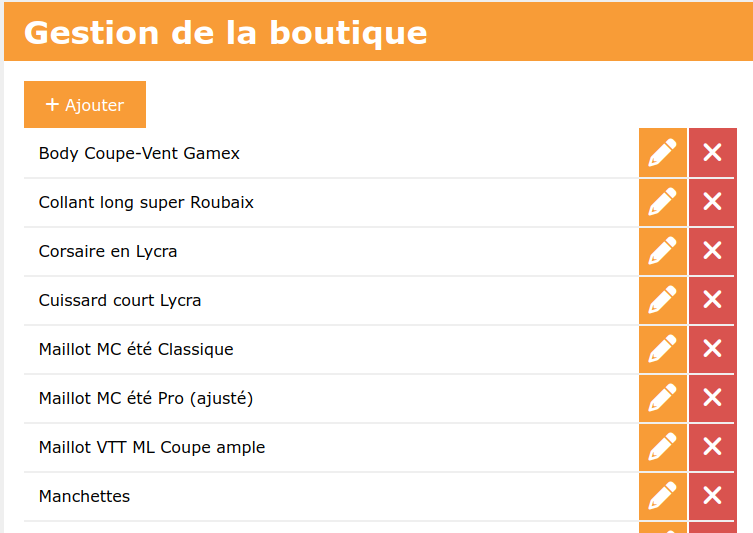 Gestion de la boutique
+ Ajouter
Body Coupe-Vent Gamex
Collant long super Roubaix
Corsaire en Lycra
Cuissard court Lycra
Maillot MC été Classique
Maillot MC été Pro (ajusté)
Maillot VTT ML Coupe ample
Manchettes